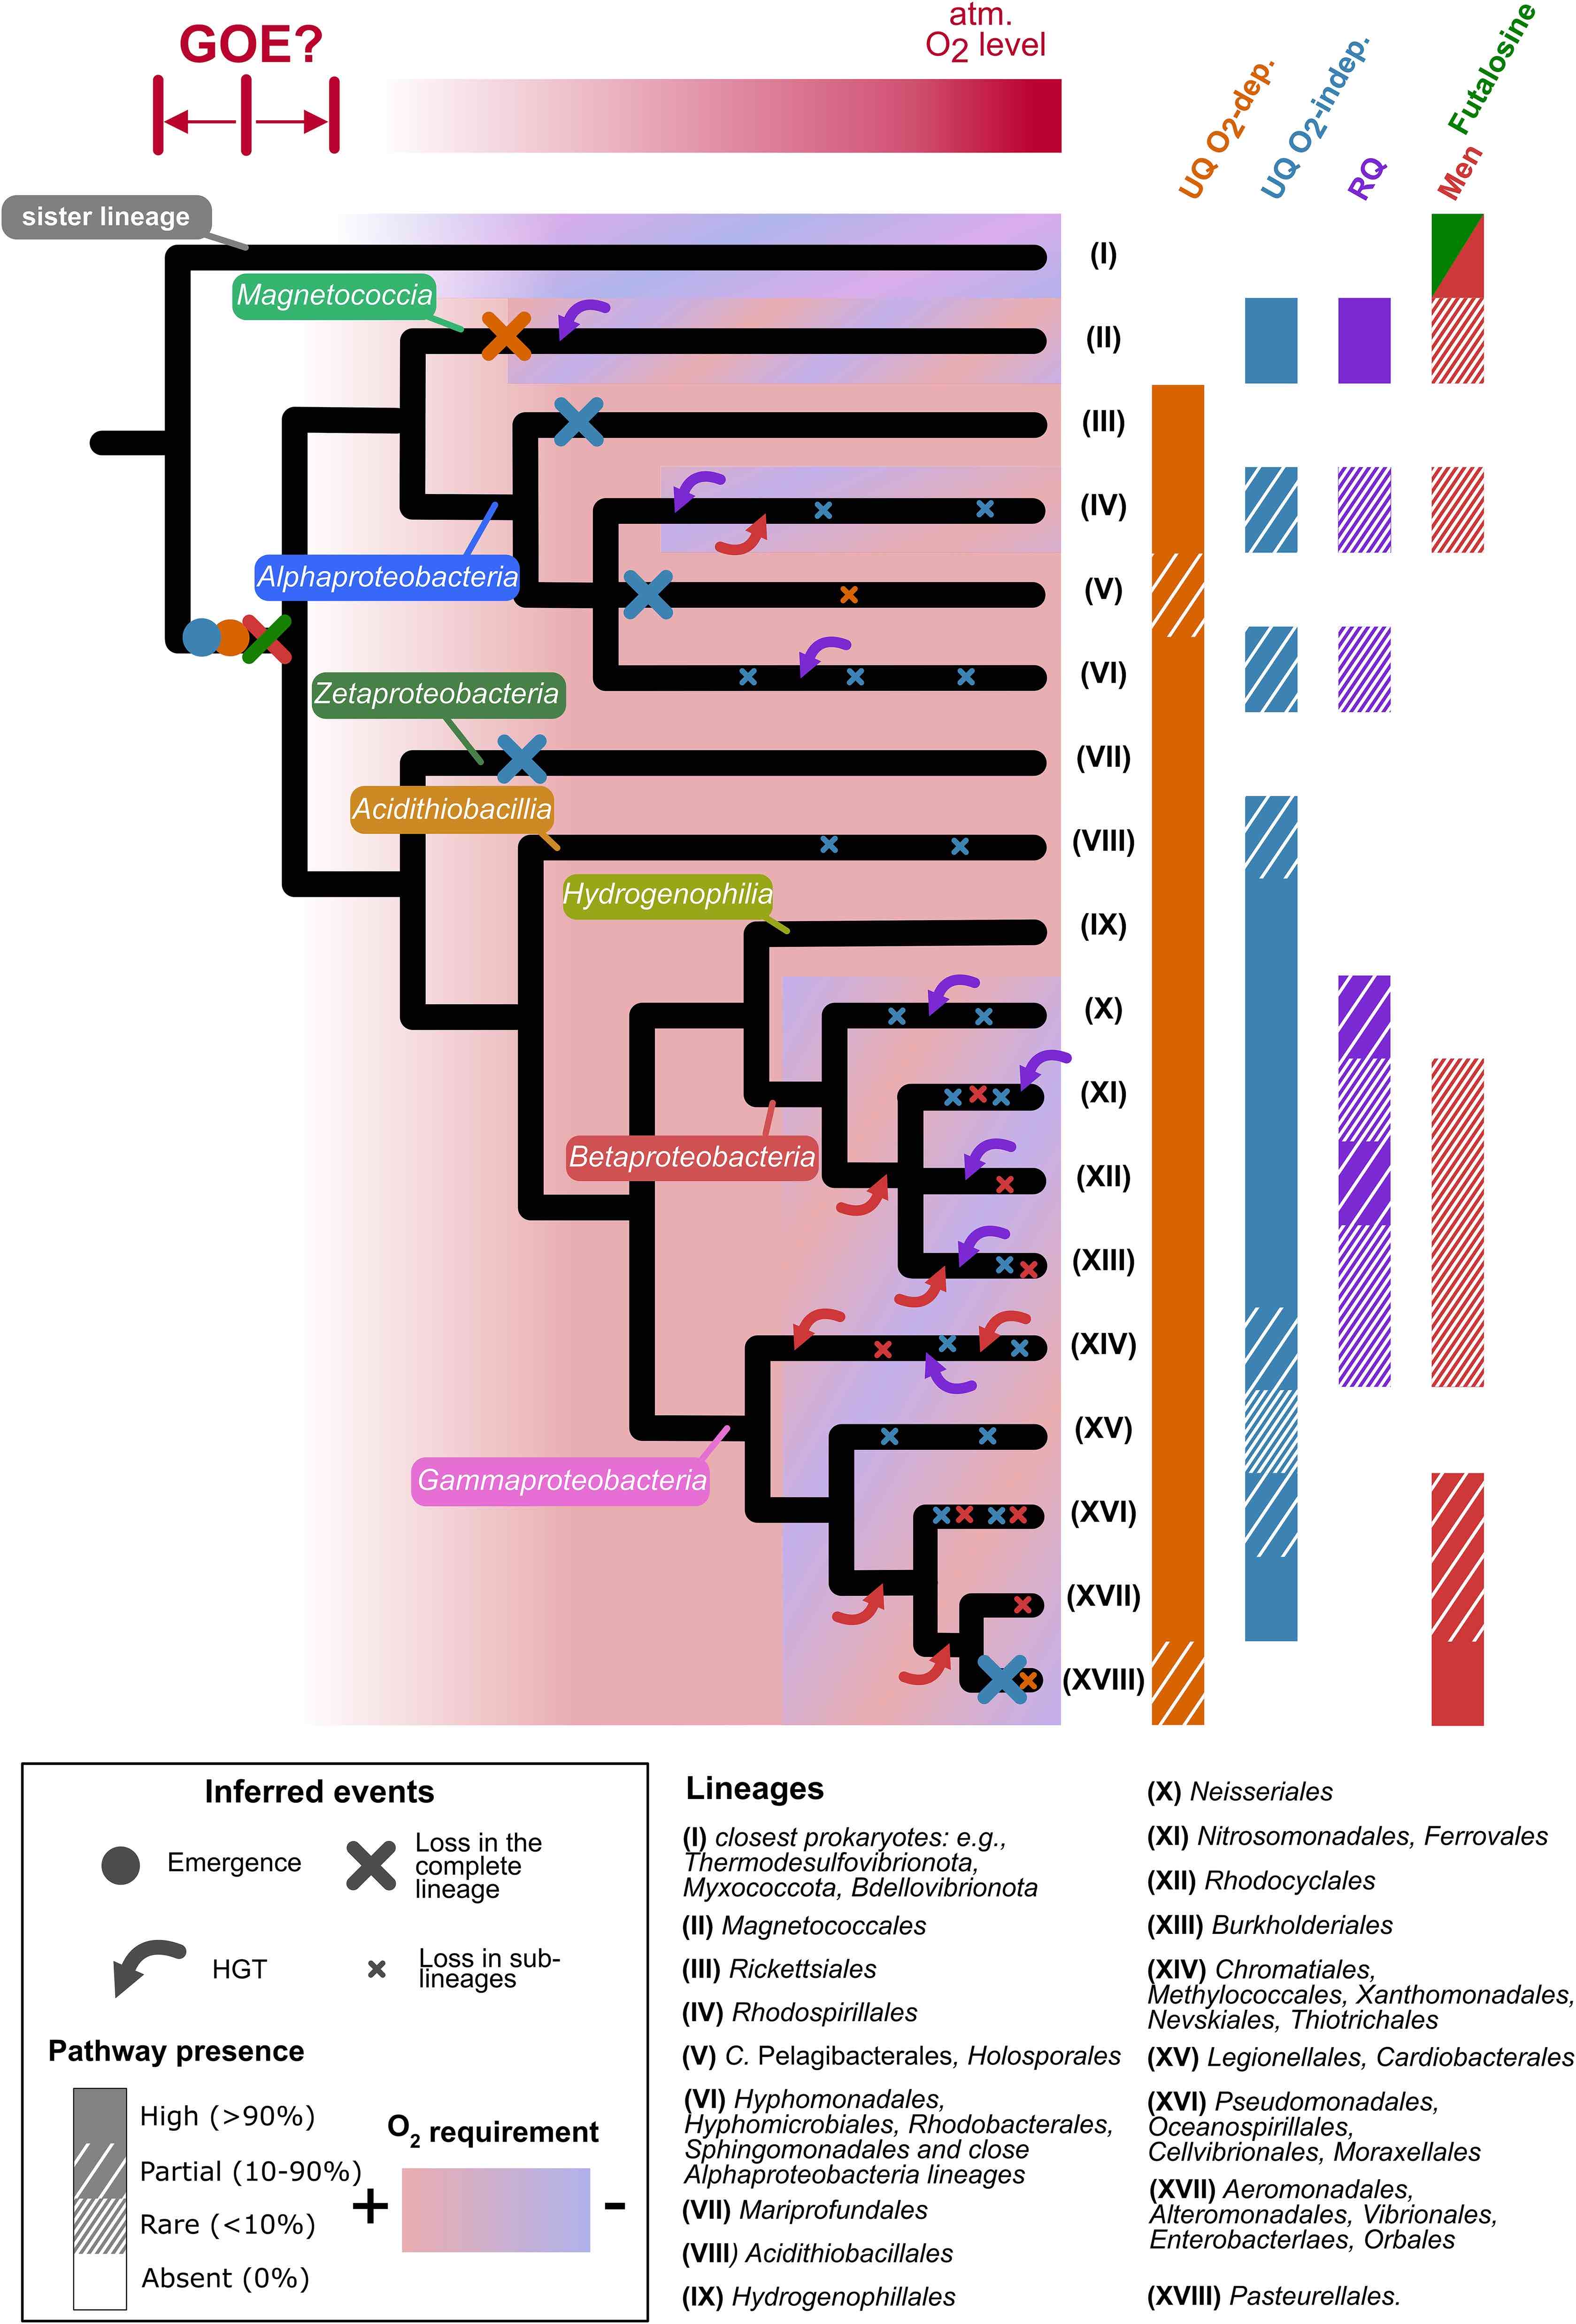 GOE?
atm.
O2 level
UQ O2-dep.
UQ O2-indep.
RQ
Futalosine
Men
sister lineage
Magnetococcia
Alphaproteobacteria
Zetaproteobacteria
Acidithiobacillia
Hydrogenophilia
Betaproteobacteria
Gammaproteobacteria
(I)
(II)
(III)
(IV)
(V)
(VI)
(VII)
(VIII)
(IX)
(X)
(XI)
(XII)
(XIII)
(XIV)
(XV)
(XVI)
(XVII)
(XVIII)
Inferred events
Emergence
Loss in the
complete
lineage
HGT
Loss in sub-
lineages
Pathway presence
High (>90%)
Partial (10-90%)
Rare (<10%)
Absent (0%)
O2 requirement
+
-
Lineages
(I) closest prokaryotes: e.g.,
Thermodesulfovibrionota,
Myxococcota, Bdellovibrionota
(II) Magnetococcales
(III) Rickettsiales
(IV) Rhodospirillales
(V) C. Pelagibacterales, Holosporales
(VI) Hyphomonadales,
Hyphomicrobiales, Rhodobacterales,
Sphingomonadales and close
Alphaproteobacteria lineages
(VII) Mariprofundales
(VIII) Acidithiobacillales
(IX) Hydrogenophillales
(X) Neisseriales
(XI) Nitrosomonadales, Ferrovales
(XII) Rhodocyclales
(XIII) Burkholderiales
(XIV) Chromatiales,
Methylococcales, Xanthomonadales,
Nevskiales, Thiotrichales
(XV) Legionellales, Cardiobacterales
(XVI) Pseudomonadales,
Oceanospirillales,
Cellvibrionales, Moraxellales
(XVII) Aeromonadales,
Alteromonadales, Vibrionales,
Enterobacterlaes, Orbales
(XVIII) Pasteurellales.